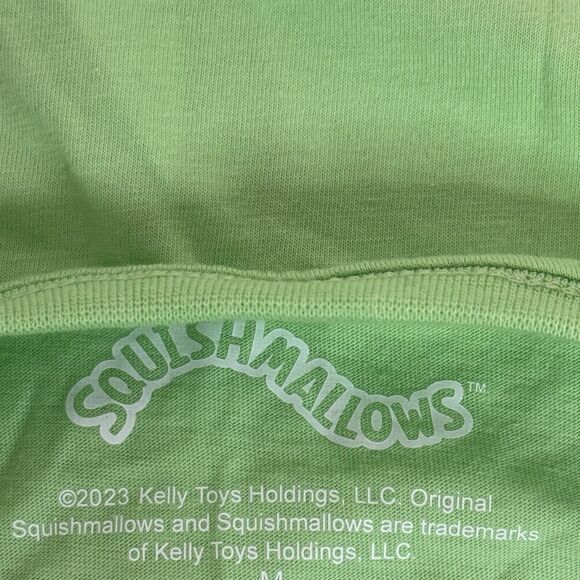 SQUISHMALLOWS™
©2023 Kelly Toys Holdings, LLC. Original
Squishmallows and Squishmallows are trademarks
of Kelly Toys Holdings, LLC.
M